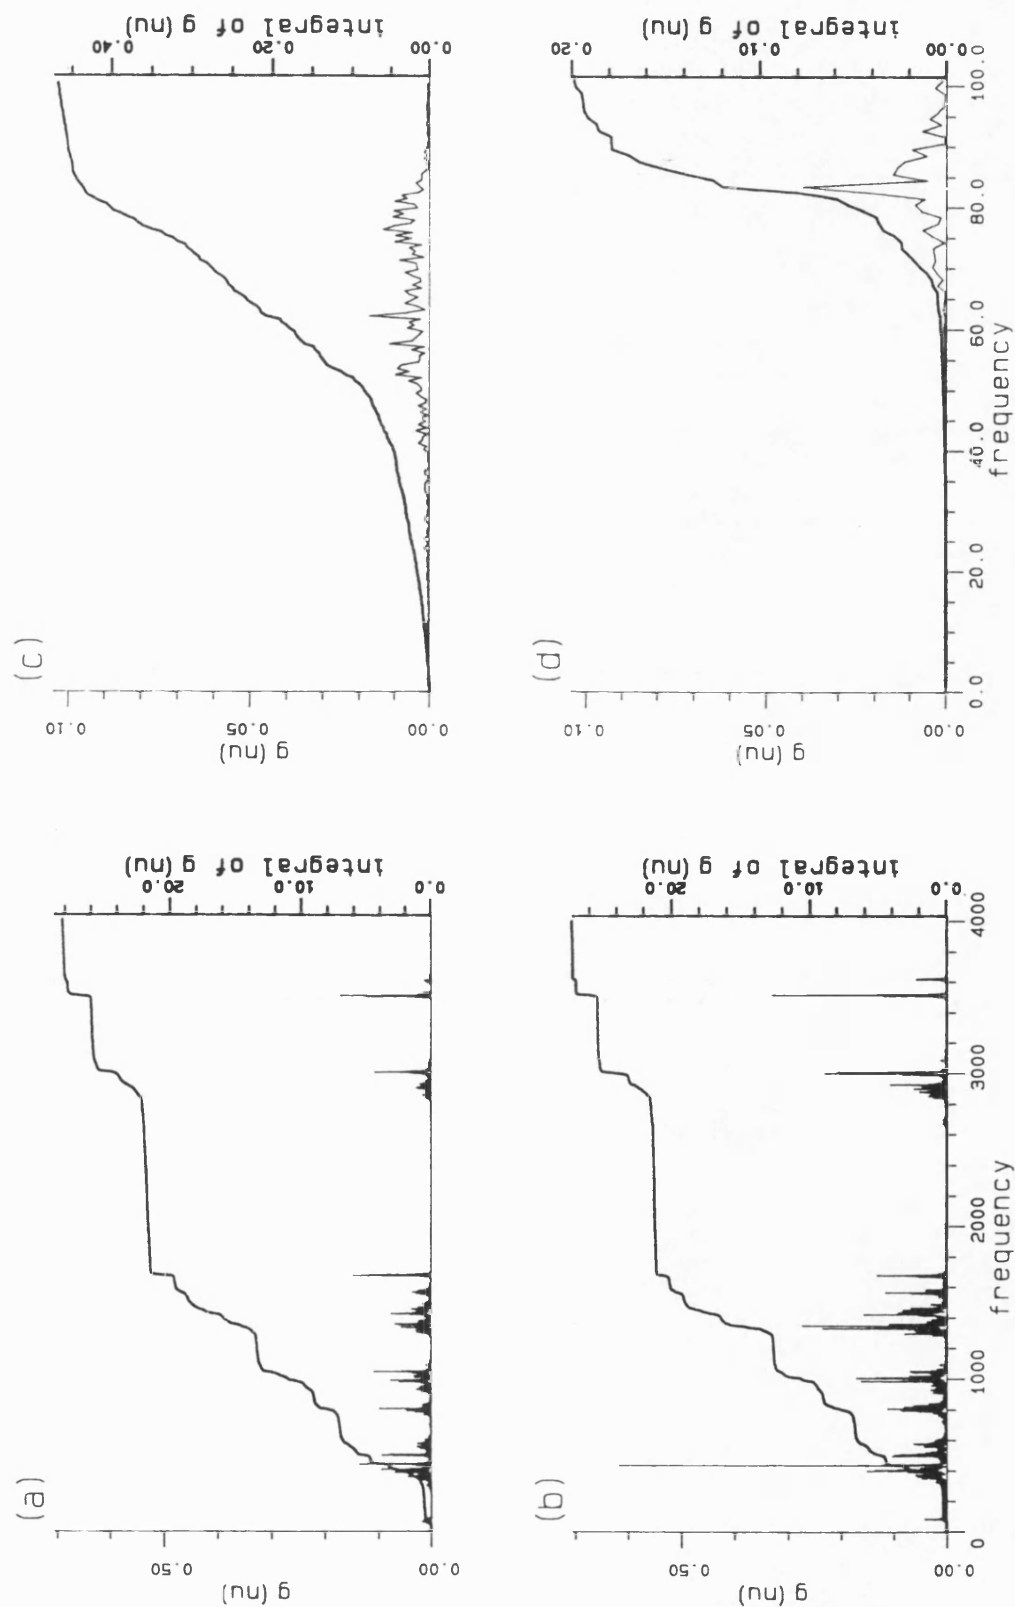 (a)
g (nu)
0.50
0.00
integral of g (nu)
20.0
10.0
0.0
(b)
g (nu)
0.50
0.00
integral of g (nu)
20.0
10.0
0.0
0
1000
2000
3000
4000
frequency
(c)
g (nu)
0.10
0.05
0.00
integral of g (nu)
0.40
0.20
0.00
(d)
g (nu)
0.10
0.05
0.00
integral of g (nu)
0.20
0.10
0.00
0.0
20.0
40.0
60.0
80.0
100.0
frequency